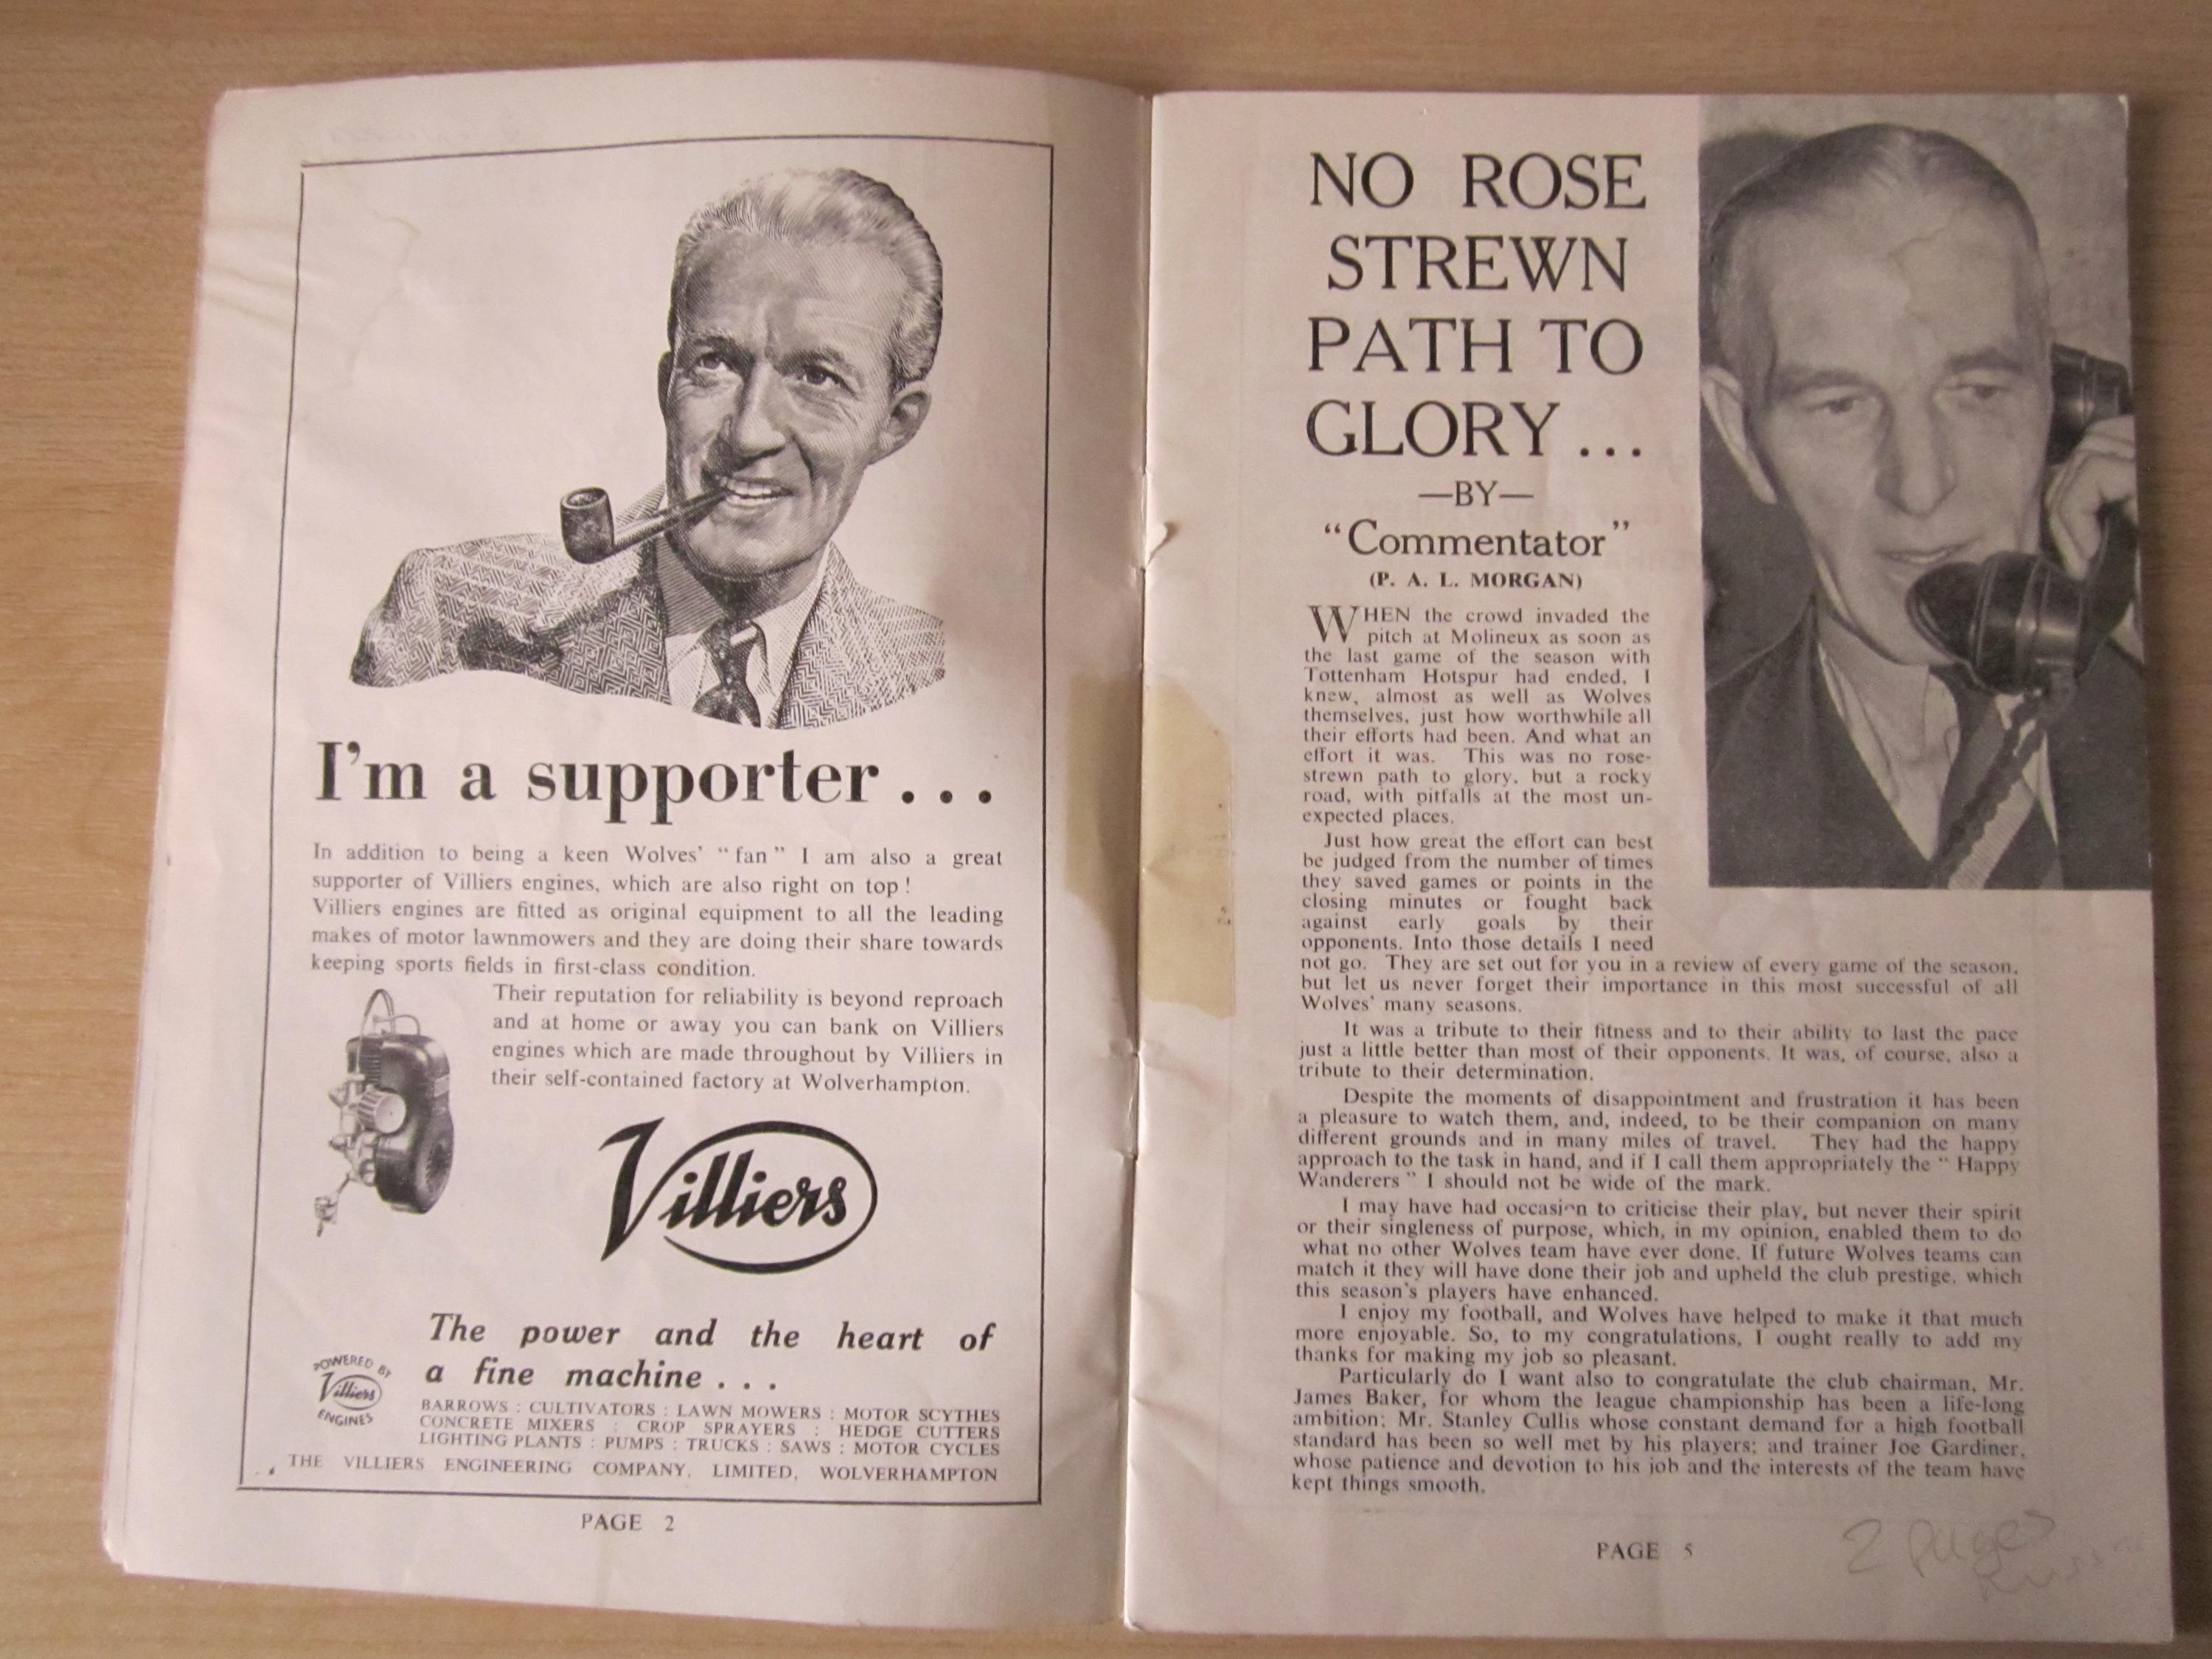 I'm a supporter...
In addition to being a keen Wolves' "fan" I am also a great
supporter of Villiers engines, which are also right on top!
Villiers engines are fitted as original equipment to all the leading
makes of motor lawnmowers and they are doing their share towards
keeping sports fields in first-class condition.
Their reputation for reliability is beyond reproach
and at home or away you can bank on Villiers
engines which are made throughout by Villiers in
their self-contained factory at Wolverhampton.
Villiers
The power and the heart of
a fine machine...
POWERED BY
Villiers
ENGINES
BARROWS : CULTIVATORS : LAWN MOWERS : MOTOR SCYTHES
CONCRETE MIXERS : CROP SPRAYERS : HEDGE CUTTERS
LIGHTING PLANTS : PUMPS : TRUCKS : SAWS : MOTOR CYCLES
THE VILLIERS ENGINEERING COMPANY, LIMITED, WOLVERHAMPTON
PAGE 2
NO ROSE
STREWN
PATH TO
GLORY...
—BY—
"Commentator"
(P. A. L. MORGAN)
WHEN the crowd invaded the
pitch at Molineux as soon as
the last game of the season with
Tottenham Hotspur had ended, I
knew, almost as well as Wolves
themselves, just how worthwhile all
their efforts had been. And what an
effort it was. This was no rose-
strewn path to glory, but a rocky
road, with pitfalls at the most un-
expected places.
Just how great the effort can best
be judged from the number of times
they saved games or points in the
closing minutes or fought back
against early goals by their
opponents. Into those details I need
not go. They are set out for you in a review of every game of the season,
but let us never forget their importance in this most successful of all
Wolves' many seasons.
It was a tribute to their fitness and to their ability to last the pace
just a little better than most of their opponents. It was, of course, also a
tribute to their determination.
Despite the moments of disappointment and frustration it has been
a pleasure to watch them, and, indeed, to be their companion on many
different grounds and in many miles of travel. They had the happy
approach to the task in hand, and if I call them appropriately the "Happy
Wanderers" I should not be wide of the mark.
I may have had occasion to criticise their play, but never their spirit
or their singleness of purpose, which, in my opinion, enabled them to do
what no other Wolves team have ever done. If future Wolves teams can
match it they will have done their job and upheld the club prestige, which
this season's players have enhanced.
I enjoy my football, and Wolves have helped to make it that much
more enjoyable. So, to my congratulations, I ought really to add my
thanks for making my job so pleasant.
Particularly do I want also to congratulate the club chairman, Mr.
James Baker, for whom the league championship has been a life-long
ambition; Mr. Stanley Cullis whose constant demand for a high football
standard has been so well met by his players; and trainer Joe Gardiner,
whose patience and devotion to his job and the interests of the team have
kept things smooth.
PAGE 5
2 pages